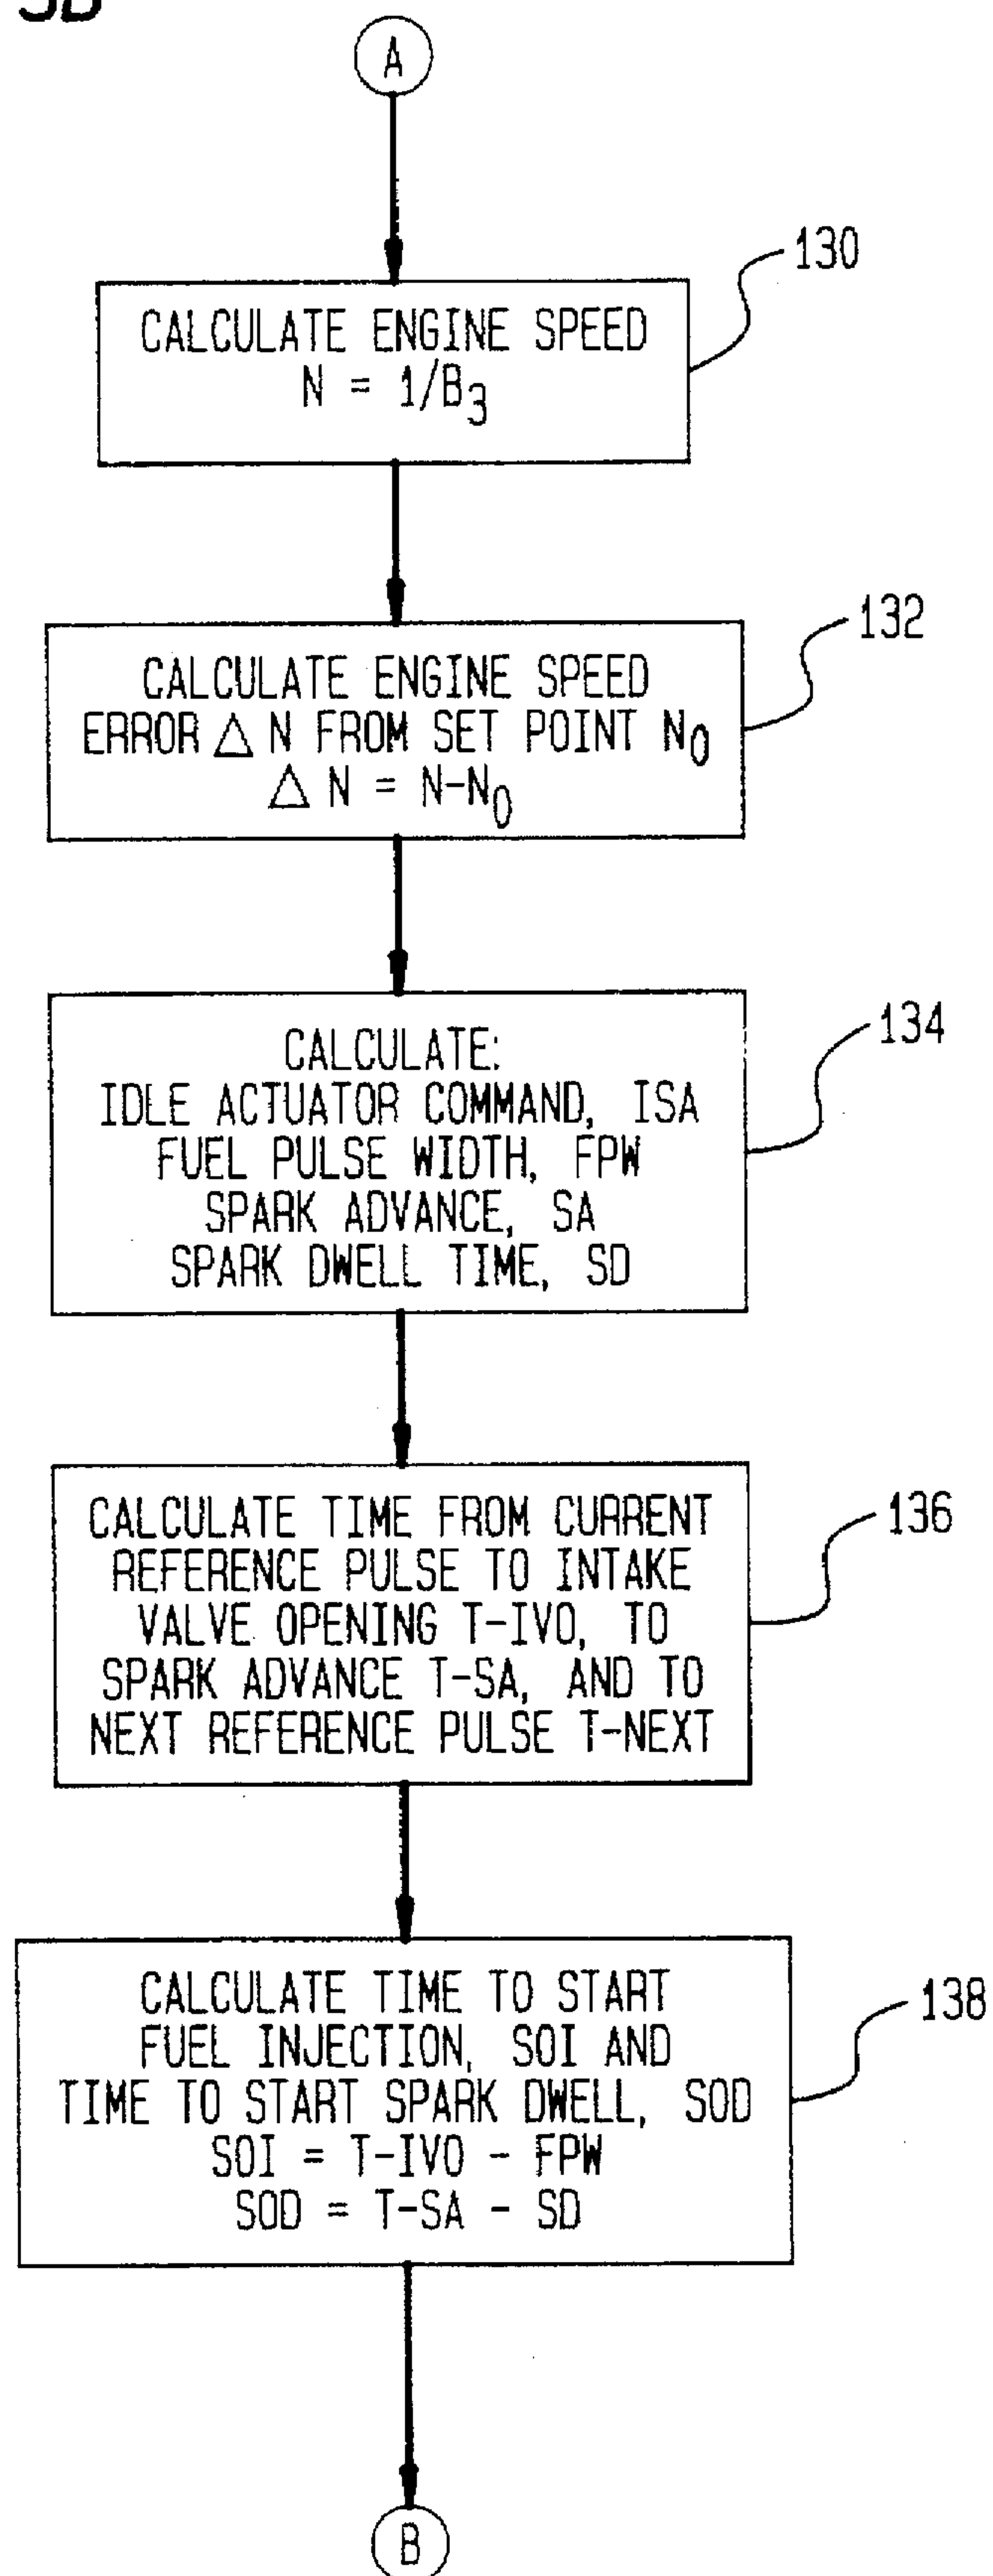 A
130
CALCULATE ENGINE SPEED
N = 1/B3
132
CALCULATE ENGINE SPEED
ERROR △ N FROM SET POINT N0
△ N = N-N0
134
CALCULATE:
IDLE ACTUATOR COMMAND, ISA
FUEL PULSE WIDTH, FPW
SPARK ADVANCE, SA
SPARK DWELL TIME, SD
136
CALCULATE TIME FROM CURRENT
REFERENCE PULSE TO INTAKE
VALVE OPENING T-IVO, TO
SPARK ADVANCE T-SA, AND TO
NEXT REFERENCE PULSE T-NEXT
138
CALCULATE TIME TO START
FUEL INJECTION, SOI AND
TIME TO START SPARK DWELL, SOD
SOI = T-IVO - FPW
SOD = T-SA - SD
B